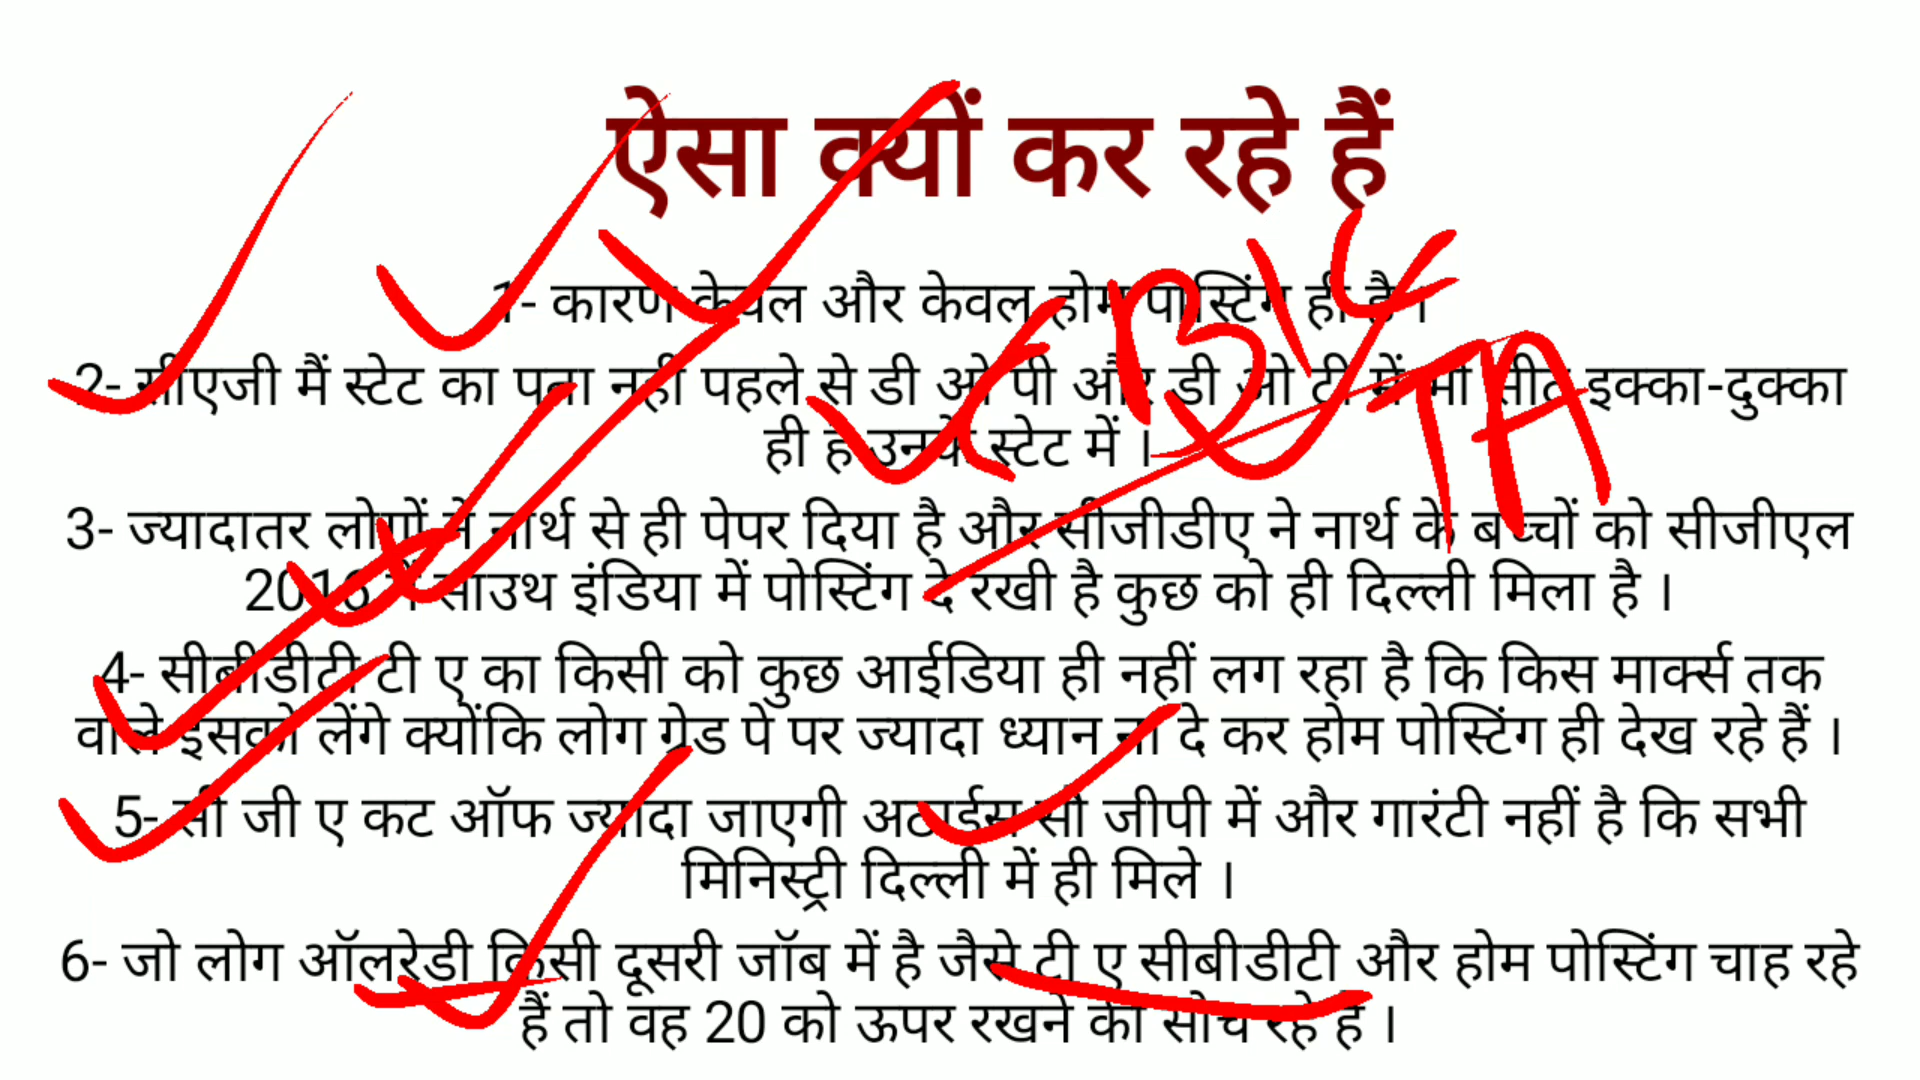 ऐसा क्यों कर रहे हैं
1- कारण केवल और केवल होम पोस्टिंग ही है ।
2- सीएजी मैं स्टेट का पता नहीं पहले से डी ओ पी और डी ओ टी में भी सीट इक्का-दुक्का
ही है उनके स्टेट में ।
3- ज्यादातर लोगों ने नार्थ से ही पेपर दिया है और सीजीडीए ने नार्थ के बच्चों को सीजीएल
2016 में साउथ इंडिया में पोस्टिंग दे रखी है कुछ को ही दिल्ली मिला है ।
4- सीबीडीटी टी ए का किसी को कुछ आईडिया ही नहीं लग रहा है कि किस मार्क्स तक
वाले इसको लेंगे क्योंकि लोग ग्रेड पे पर ज्यादा ध्यान ना दे कर होम पोस्टिंग ही देख रहे हैं ।
5- सी जी ए कट ऑफ ज्यादा जाएगी अठाईस सौ जीपी में और गारंटी नहीं है कि सभी
मिनिस्ट्री दिल्ली में ही मिले ।
6- जो लोग ऑलरेडी किसी दूसरी जॉब में है जैसे टी ए सीबीडीटी और होम पोस्टिंग चाह रहे
हैं तो वह 20 को ऊपर रखने का सोच रहे हैं ।
TA